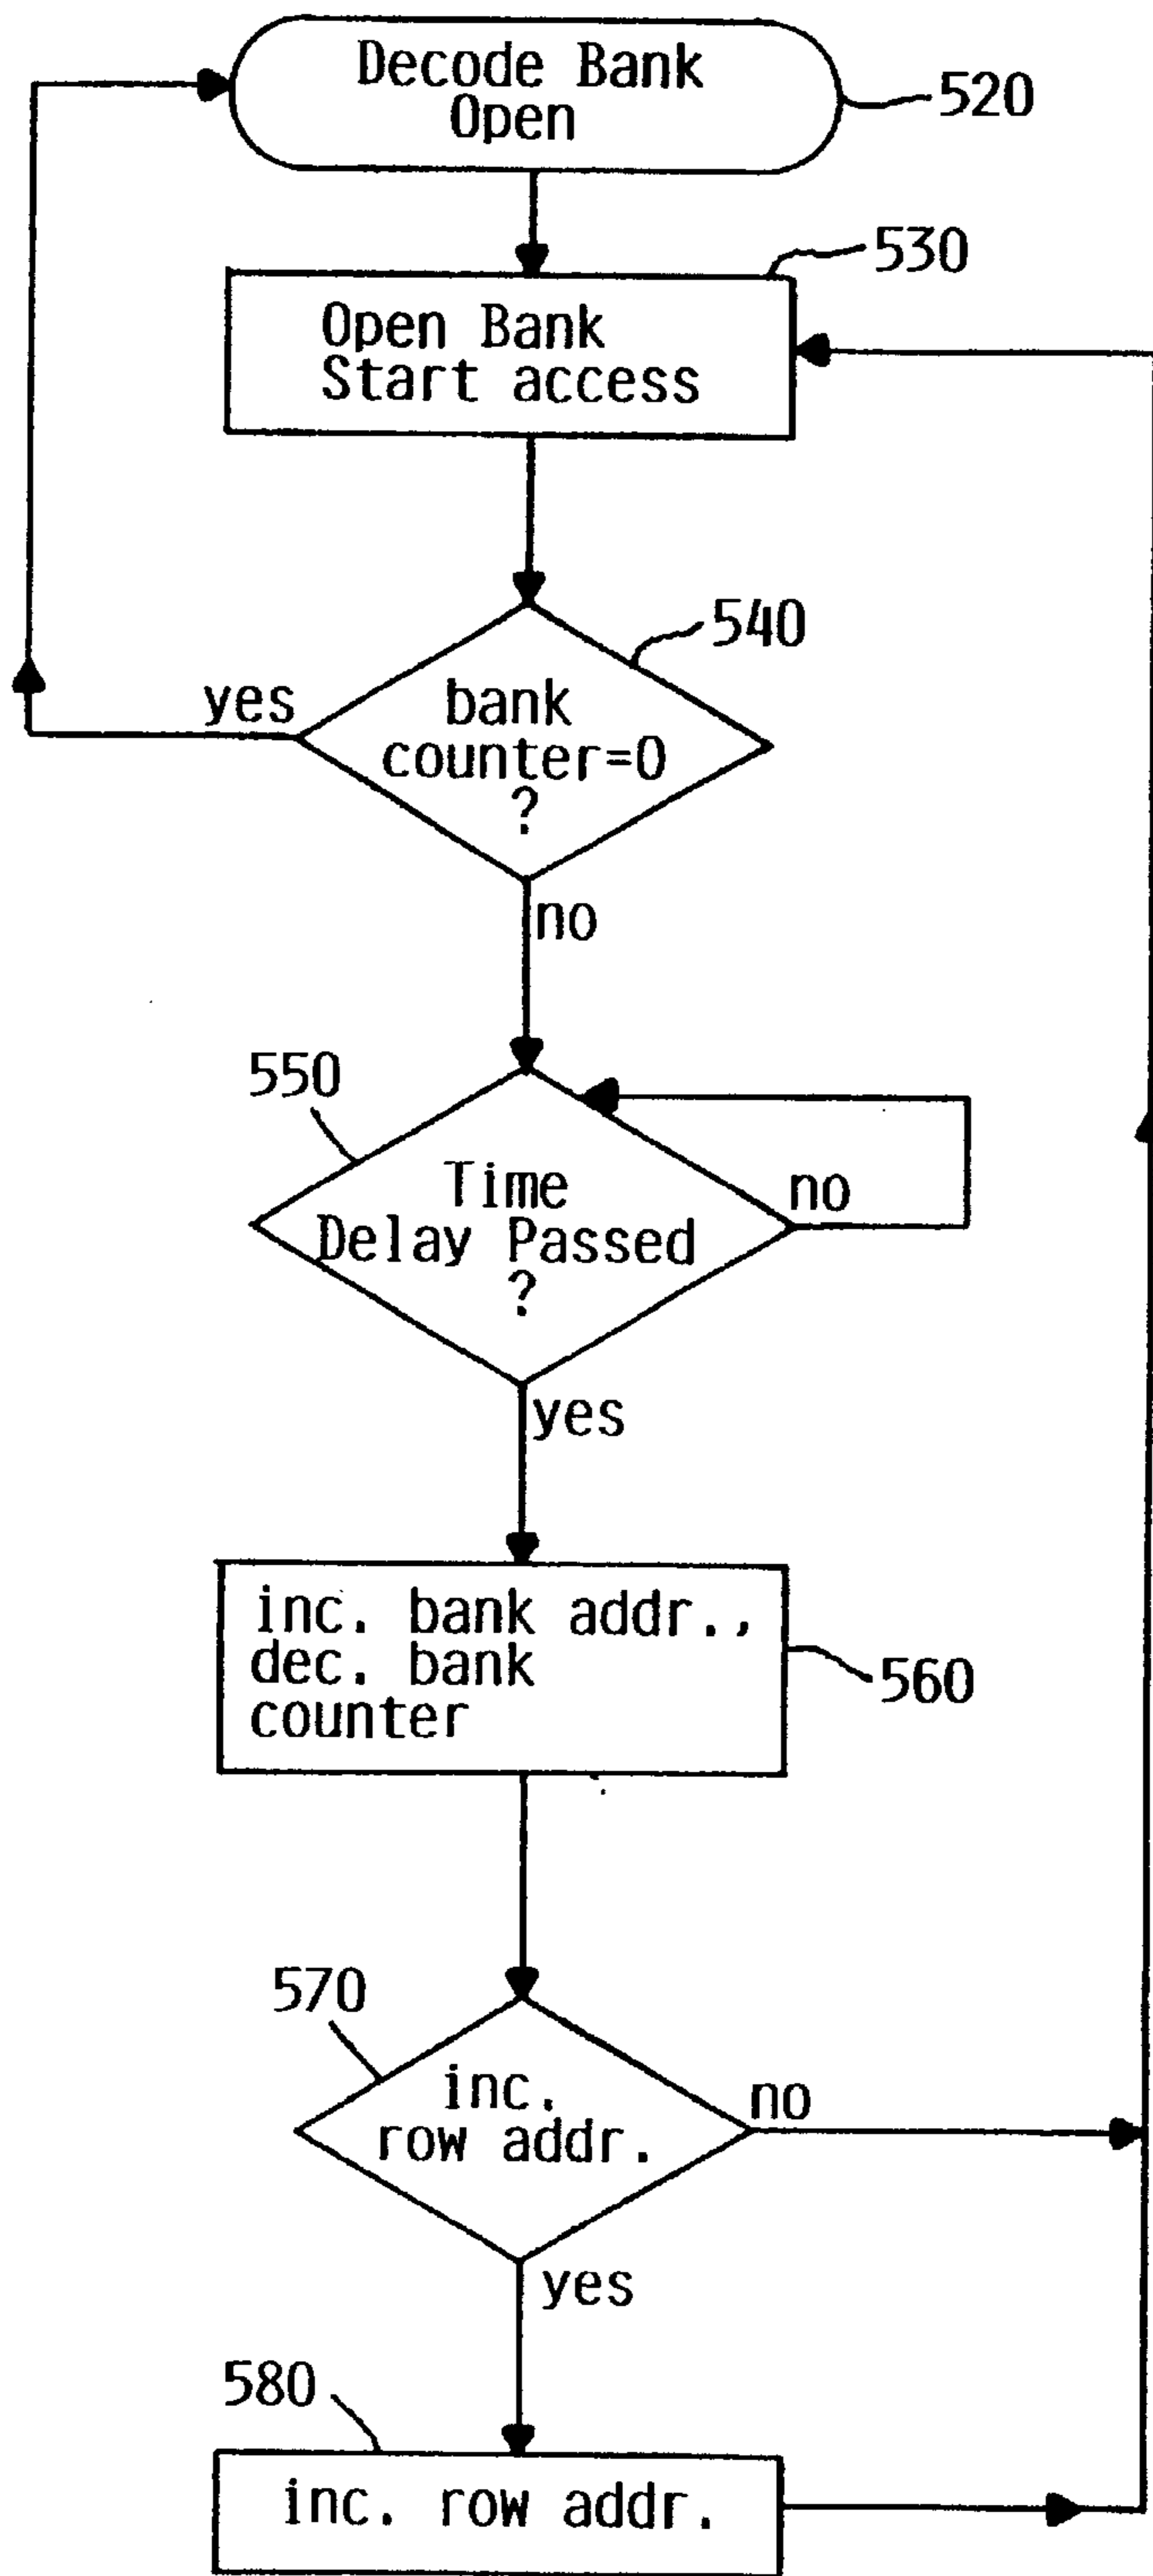 Decode Bank
Open
520
530
Open Bank
Start access
540
yes
bank
counter=0
?
no
550
Time
Delay Passed
?
no
yes
inc. bank addr.,
dec. bank
counter
560
570
inc.
row addr.
no
yes
580
inc. row addr.